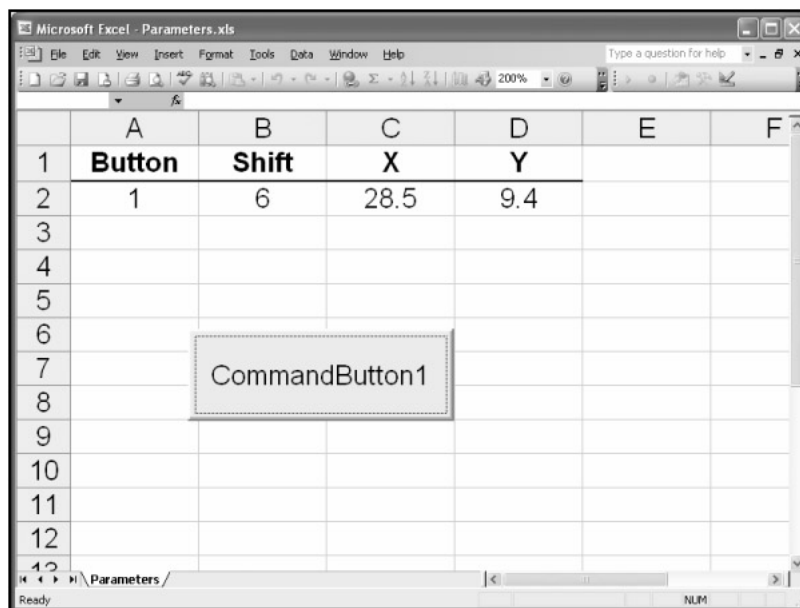 Microsoft Excel - Parameters.xls
File Edit View Insert Format Tools Data Window Help
Type a question for help
200%
fx
A B C D E F
1 Button Shift X Y
2 1 6 28.5 9.4
3
4
5
6
7
CommandButton1
8
9
10
11
12
13
Parameters
Ready
NUM